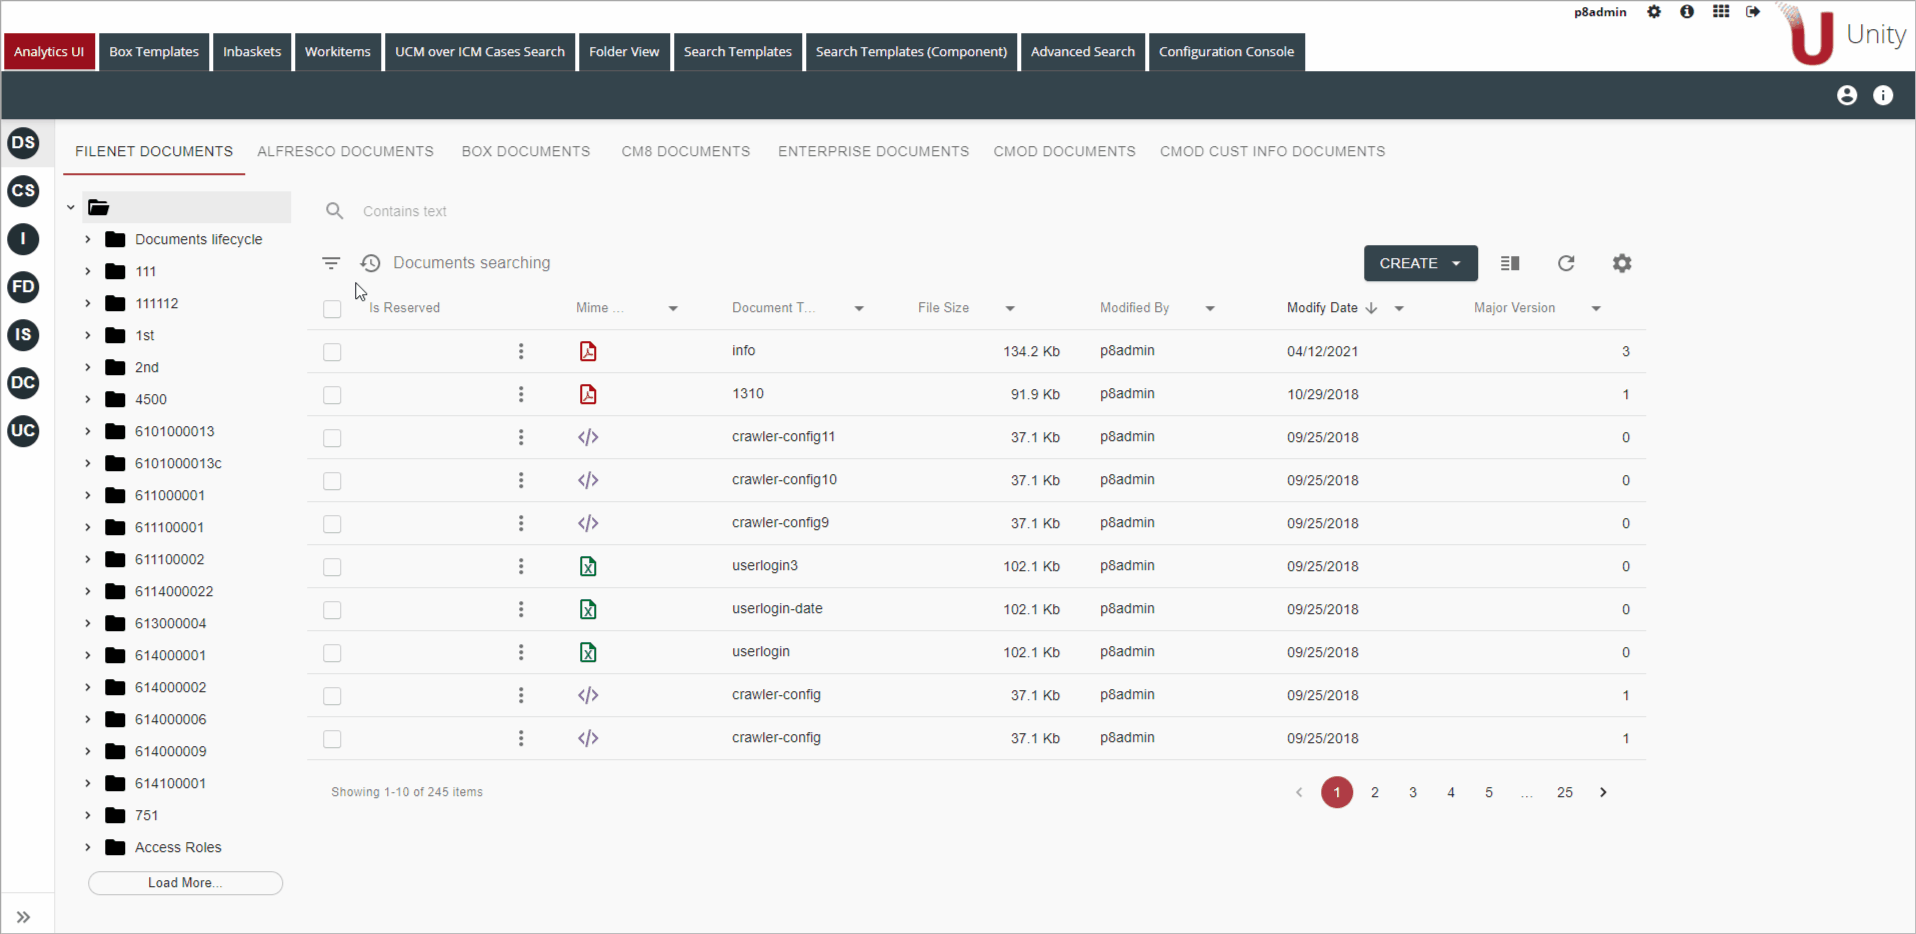 p8admin
Unity
Analytics UI Box Templates Inbaskets Workitems UCM over ICM Cases Search Folder View Search Templates Search Templates (Component) Advanced Search Configuration Console
DS
CS
I
FD
IS
DC
UC
FILENET DOCUMENTS ALFRESCO DOCUMENTS BOX DOCUMENTS CM8 DOCUMENTS ENTERPRISE DOCUMENTS CMOD DOCUMENTS CMOD CUST INFO DOCUMENTS
Documents lifecycle
111
111112
1st
2nd
4500
6101000013
6101000013c
611000001
611100001
611100002
6114000022
613000004
614000001
614000002
614000006
614000009
614100001
751
Access Roles
Load More...
Contains text
Documents searching
CREATE
Is Reserved Mime ... Document T... File Size Modified By Modify Date Major Version
info 134.2 Kb p8admin 04/12/2021 3
1310 91.9 Kb p8admin 10/29/2018 1
crawler-config11 37.1 Kb p8admin 09/25/2018 0
crawler-config10 37.1 Kb p8admin 09/25/2018 0
crawler-config9 37.1 Kb p8admin 09/25/2018 0
userlogin3 102.1 Kb p8admin 09/25/2018 0
userlogin-date 102.1 Kb p8admin 09/25/2018 0
userlogin 102.1 Kb p8admin 09/25/2018 0
crawler-config 37.1 Kb p8admin 09/25/2018 1
crawler-config 37.1 Kb p8admin 09/25/2018 1
Showing 1-10 of 245 items
1 2 3 4 5 ... 25